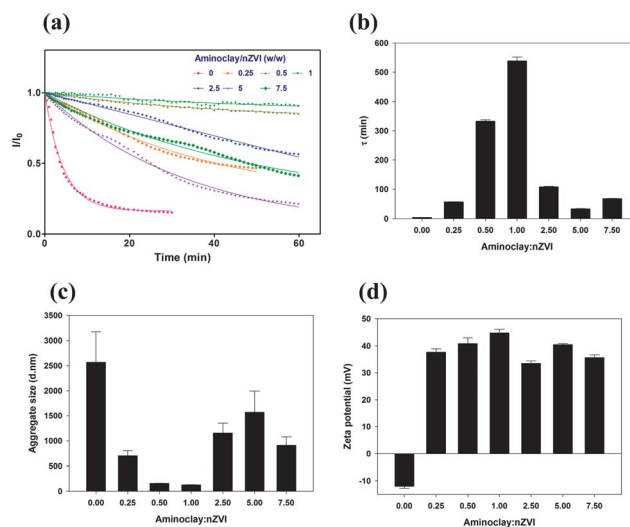 (a)
Aminoclay/nZVI (w/w)
0 0.25 0.5 1
2.5 5 7.5
I/I0
1.0
0.5
0.0
0 20 40 60
Time (min)
(b)
τ (min)
600
500
400
300
200
100
0
0.00 0.25 0.50 1.00 2.50 5.00 7.50
Aminoclay:nZVI
(c)
Aggregate size (d.nm)
3500
3000
2500
2000
1500
1000
500
0
0.00 0.25 0.50 1.00 2.50 5.00 7.50
Aminoclay:nZVI
(d)
Zeta potential (mV)
60
40
20
0
-10
0.00 0.25 0.50 1.00 2.50 5.00 7.50
Aminoclay:nZVI